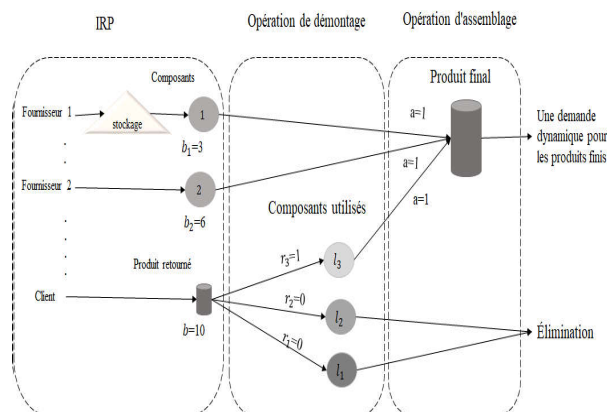 IRP
Opération de démontage
Opération d'assemblage
Composants
Produit final
Fournisseur 1
stockage
1
a=1
b₁=3
Une demande
dynamique pour
les produits finis
Fournisseur 2
2
a=1
b₂=6
a=1
Composants utilisés
Produit retourné
r₃=1
l₃
Client
r₂=0
l₂
Élimination
b=10
r₁=0
l₁